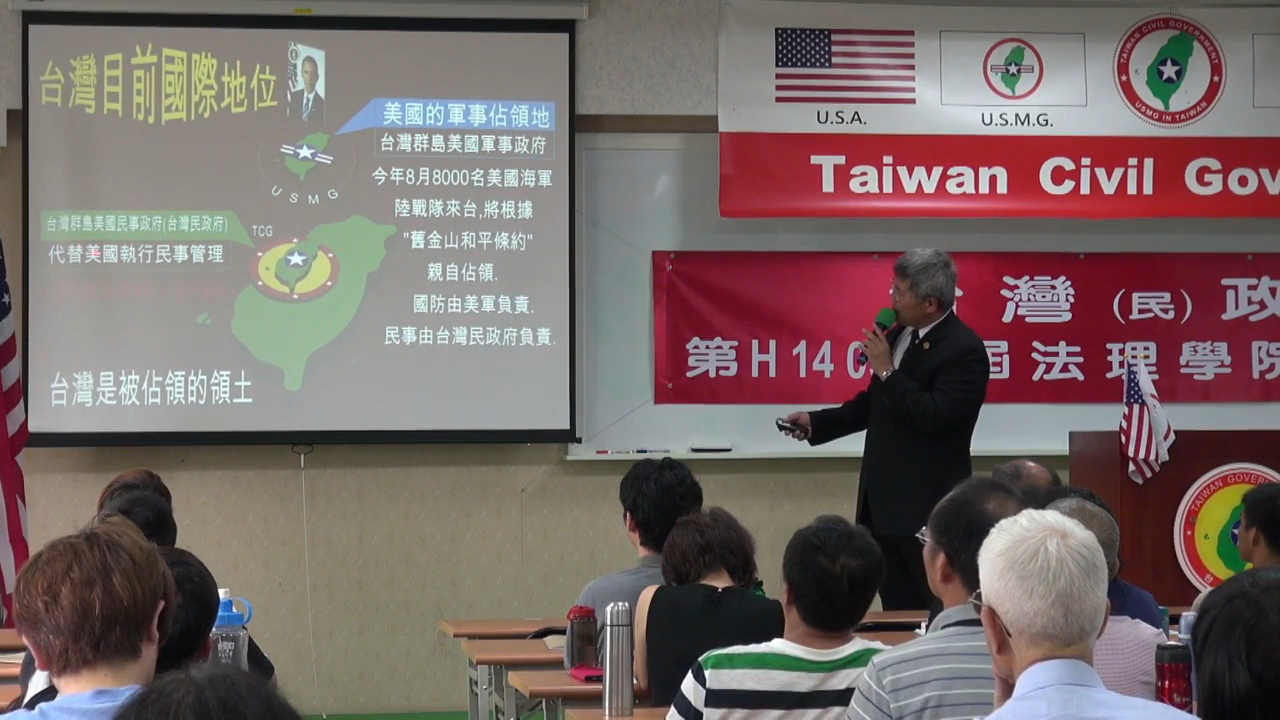 台灣目前國際地位
美國的軍事佔領地
台灣群島美國軍事政府
USMG
今年8月8000名美國海軍
陸戰隊來台,將根據
"舊金山和平條約"
親自佔領.
國防由美軍負責.
民事由台灣民政府負責.
台灣群島美國民事政府(台灣民政府)
TCG
代替美國執行民事管理
台灣是被佔領的領土
U.S.A.
U.S.M.G.
TAIWAN CIVIL GOVERNMENT
USMG IN TAIWAN
Taiwan Civil Gov
灣(民)政
第H14
屆法理學院
TAIWAN GOVERN
台